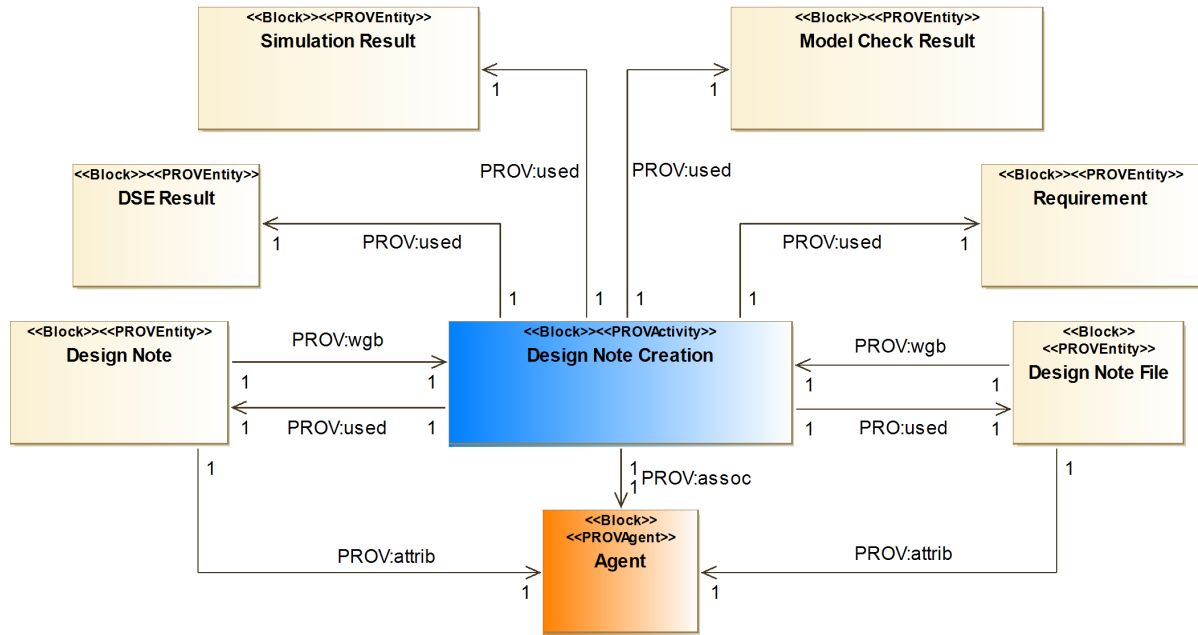 <<Block>><<PROVEntity>>
Simulation Result
<<Block>><<PROVEntity>>
Model Check Result
1
1
PROV:used
PROV:used
<<Block>><<PROVEntity>>
DSE Result
<<Block>><<PROVEntity>>
Requirement
1
PROV:used
PROV:used
1
1
1
1
1
<<Block>><<PROVEntity>>
Design Note
<<Block>><<PROVActivity>>
Design Note Creation
<<Block>>
<<PROVEntity>>
Design Note File
PROV:wgb
1
1
PROV:wgb
1
1
1
PROV:used
1
1
PRO:used
1
1
1
1
PROV:assoc
1
<<Block>>
<<PROVAgent>>
Agent
PROV:attrib
1
PROV:attrib
1